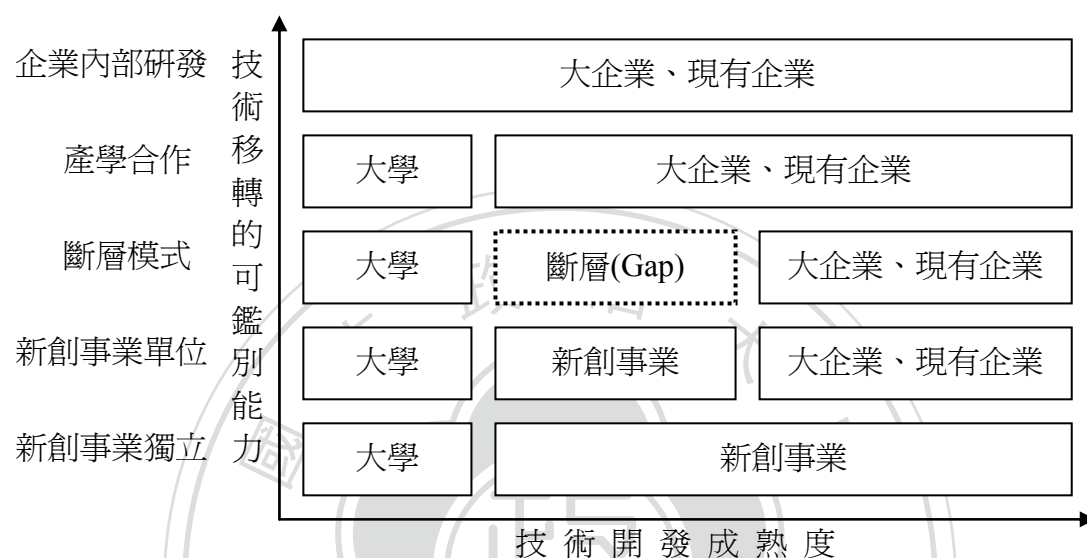 企業內部研發
大企業、現有企業
產學合作
大學
大企業、現有企業
斷層模式
大學
斷層(Gap)
大企業、現有企業
新創事業單位
大學
新創事業
大企業、現有企業
新創事業獨立
大學
新創事業
技術移轉的可鑑別能力
技術開發成熟度